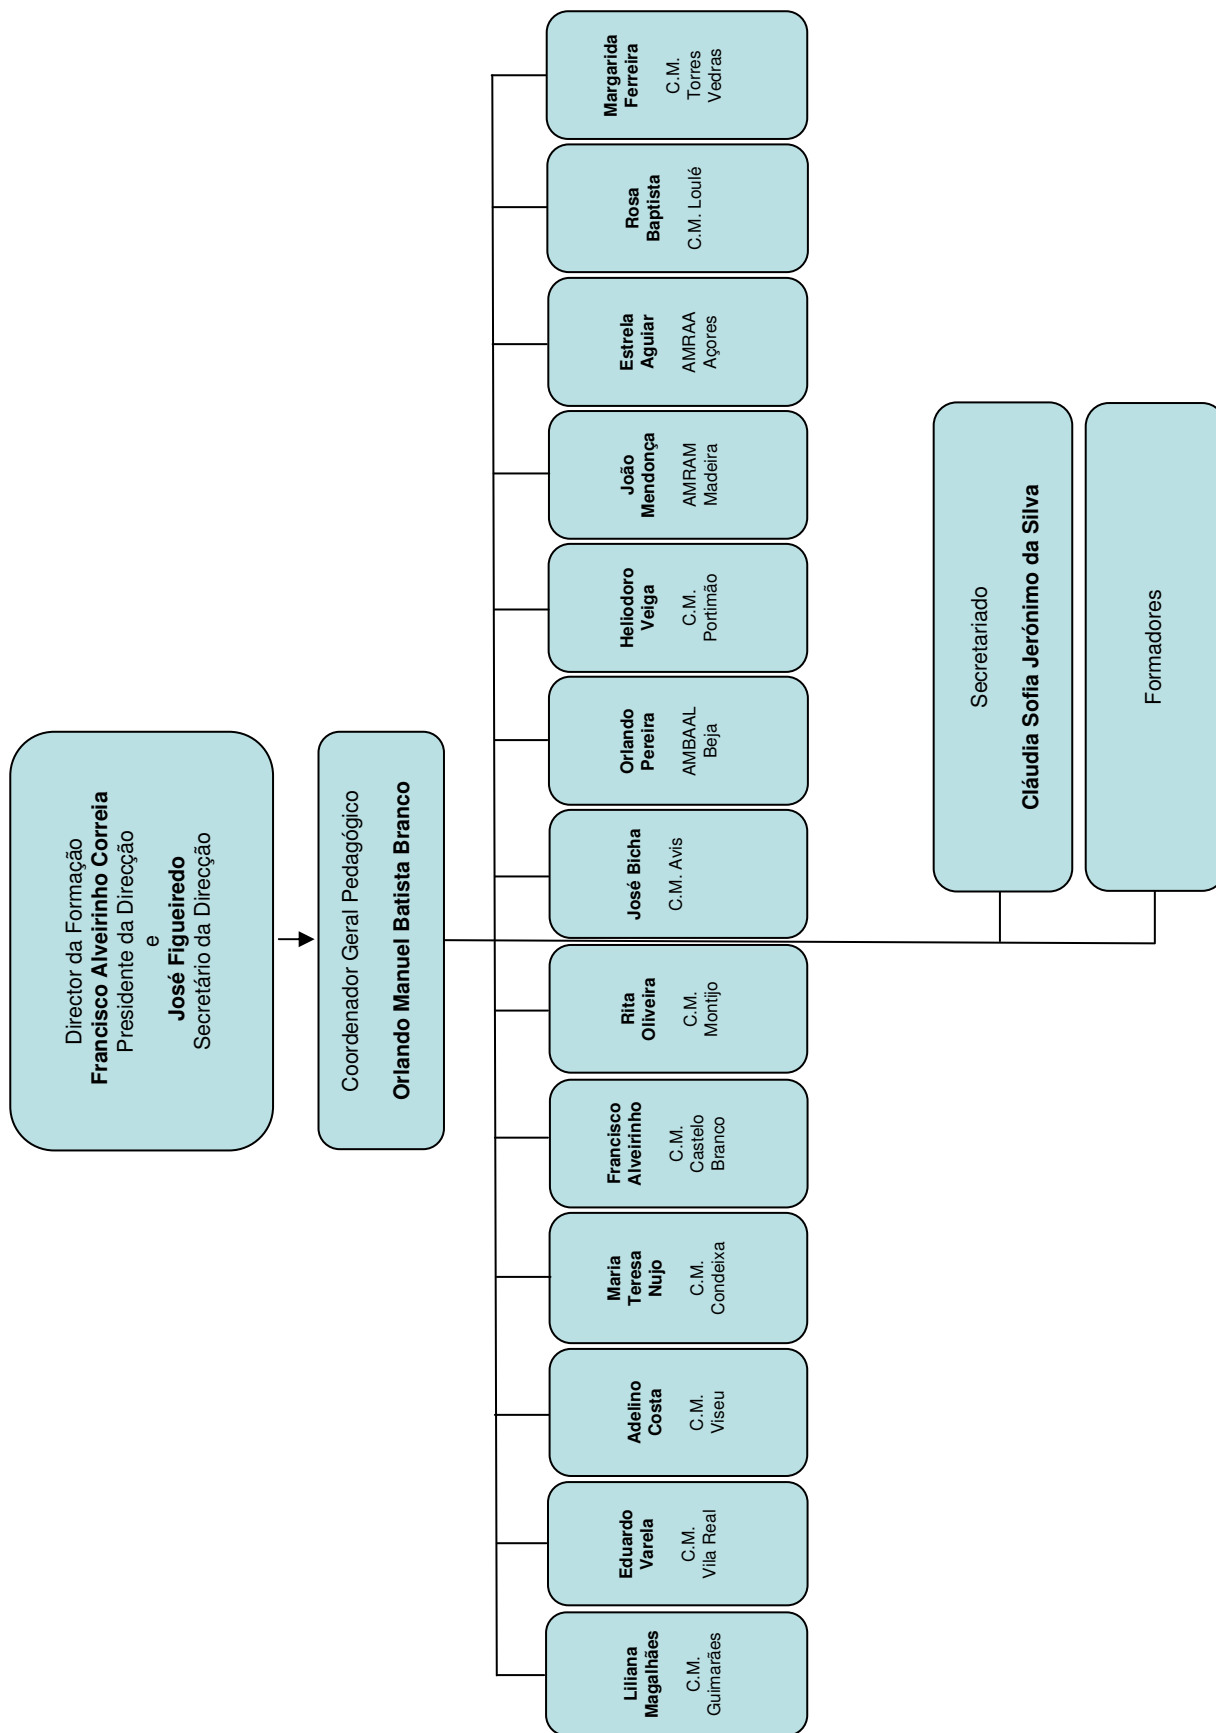 Director da Formação
Francisco Alveirinho Correia
Presidente da Direcção
e
José Figueiredo
Secretário da Direcção
Coordenador Geral Pedagógico
Orlando Manuel Batista Branco
Liliana
Magalhães
C.M.
Guimarães
Eduardo
Varela
C.M.
Vila Real
Adelino
Costa
C.M.
Viseu
Maria
Teresa
Nujo
C.M.
Condeixa
Francisco
Alveirinho
C.M.
Castelo
Branco
Rita
Oliveira
C.M.
Montijo
José Bicha
C.M. Avis
Orlando
Pereira
AMBAAL
Beja
Heliodoro
Veiga
C.M.
Portimão
João
Mendonça
AMRAM
Madeira
Estrela
Aguiar
AMRAA
Açores
Rosa
Baptista
C.M. Loulé
Margarida
Ferreira
C.M.
Torres
Vedras
Secretariado
Cláudia Sofia Jerónimo da Silva
Formadores